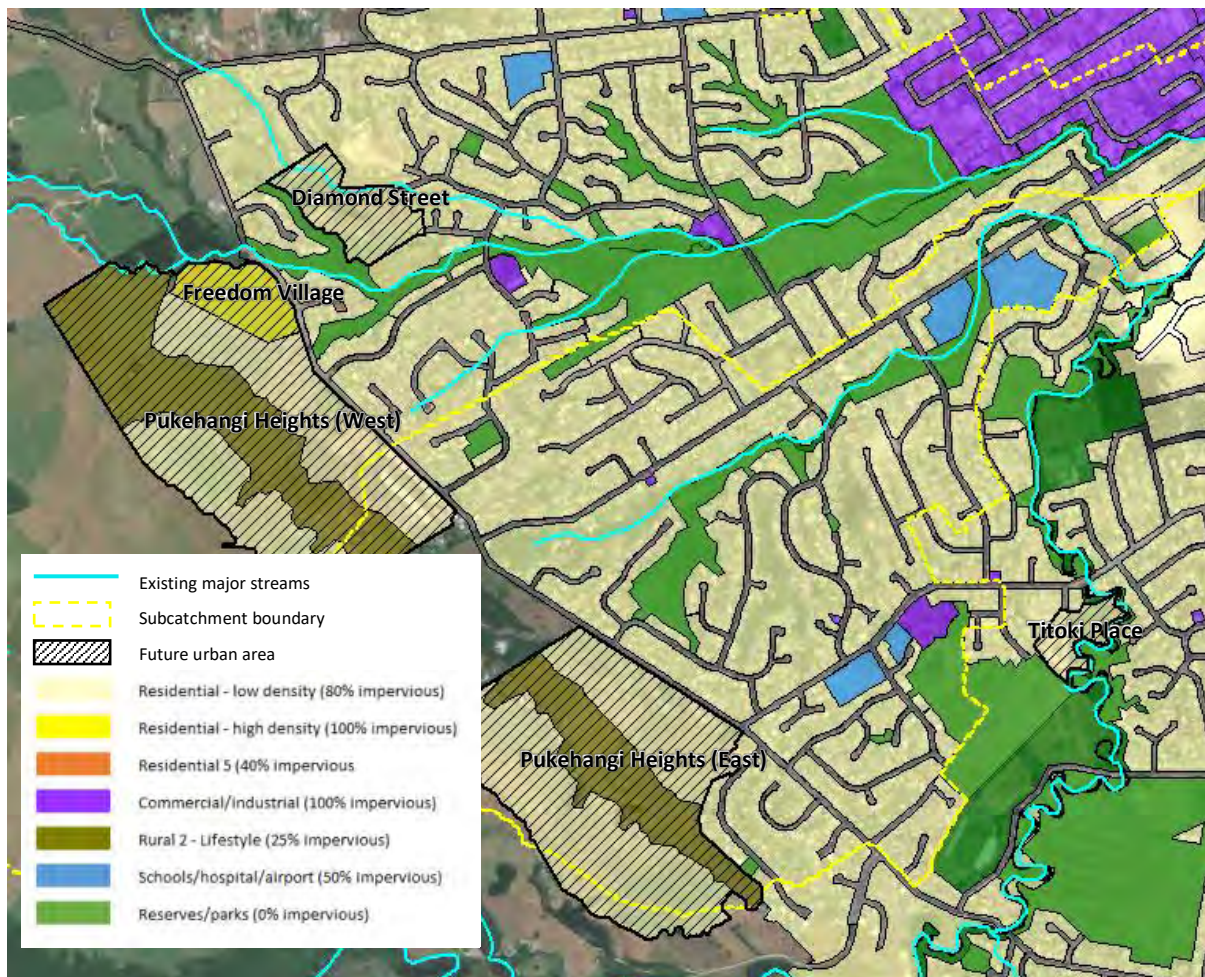 Diamond Street
Freedom Village
Pukehangi Heights (West)
Existing major streams
Subcatchment boundary
Future urban area
Residential - low density (80% impervious)
Residential - high density (100% impervious)
Residential 5 (40% impervious
Commercial/industrial (100% impervious)
Rural 2 - Lifestyle (25% impervious)
Schools/hospital/airport (50% impervious)
Reserves/parks (0% impervious)
Titoki Place
Pukehangi Heights (East)